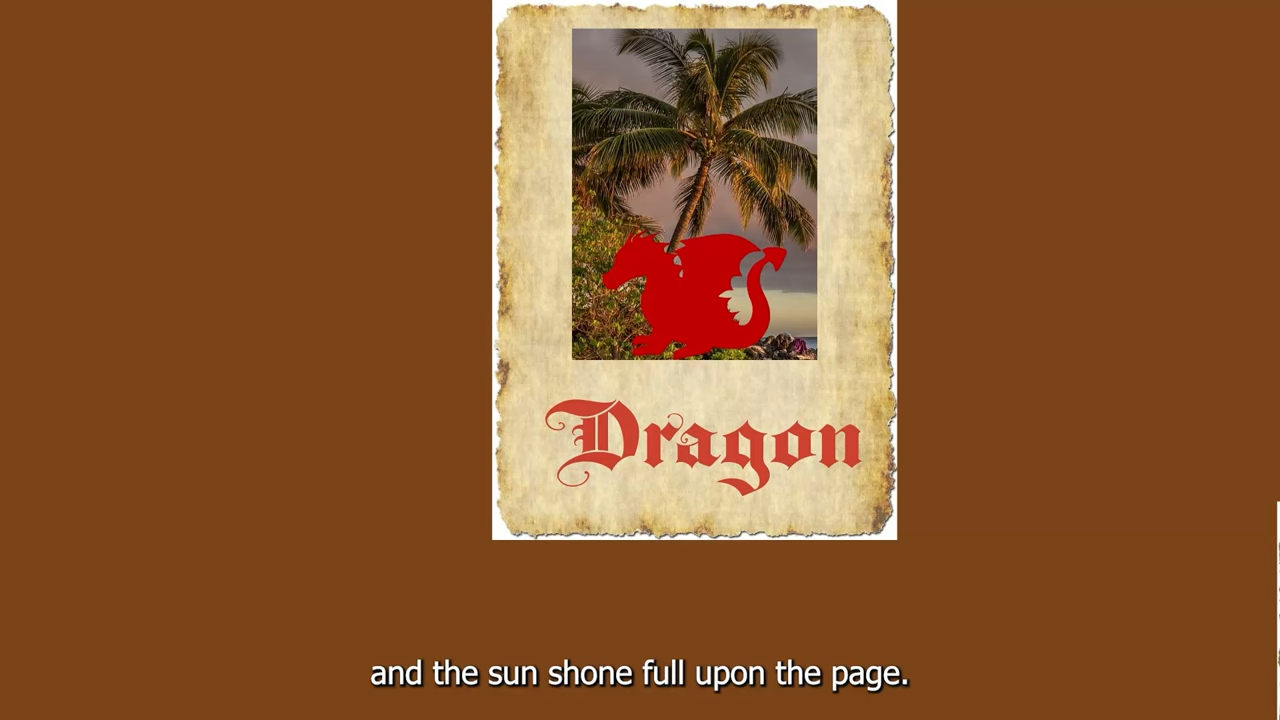 Dragon
and the sun shone full upon the page.